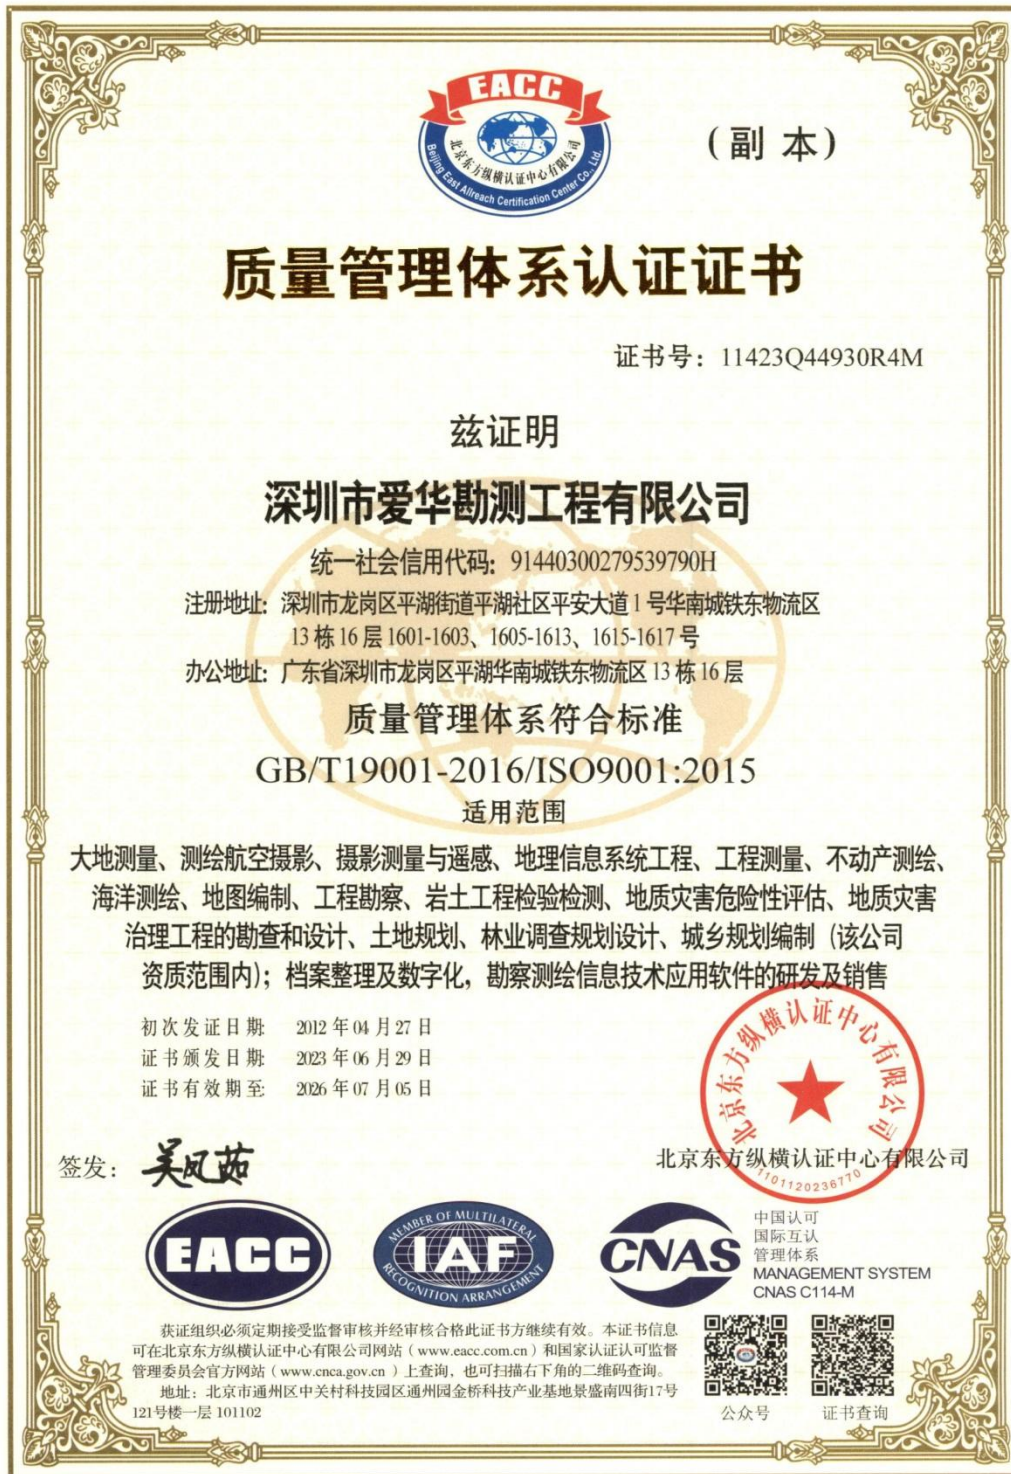 EACC
北京东方纵横认证中心有限公司
Beijing East Allreach Certification Center Co., Ltd.
(副 本)
质量管理体系认证证书
证书号：11423Q44930R4M
兹证明
深圳市爱华勘测工程有限公司
统一社会信用代码：91440300279539790H
注册地址：深圳市龙岗区平湖街道平湖社区平安大道1号华南城铁东物流区
13栋16层1601-1603、1605-1613、1615-1617号
办公地址：广东省深圳市龙岗区平湖华南城铁东物流区13栋16层
质量管理体系符合标准
GB/T19001-2016/ISO9001:2015
适用范围
大地测量、测绘航空摄影、摄影测量与遥感、地理信息系统工程、工程测量、不动产测绘、
海洋测绘、地图编制、工程勘察、岩土工程检验检测、地质灾害危险性评估、地质灾害
治理工程的勘查和设计、土地规划、林业调查规划设计、城乡规划编制（该公司
资质范围内）；档案整理及数字化，勘察测绘信息技术应用软件的研发及销售
初次发证日期: 2012年04月27日
证书颁发日期: 2023年06月29日
证书有效期至: 2026年07月05日
北京东方纵横认证中心有限公司
1101120236770
签发：吴凤茹
北京东方纵横认证中心有限公司
EACC
MEMBER OF MULTILATERAL
IAF
RECOGNITION ARRANGEMENT
CNAS
中国认可
国际互认
管理体系
MANAGEMENT SYSTEM
CNAS C114-M
获证组织必须定期接受监督审核并经审核合格此证书方继续有效。本证书信息
可在北京东方纵横认证中心有限公司网站（www.eacc.com.cn）和国家认证认可监督
管理委员会官方网站（www.cnca.gov.cn）上查询，也可扫描右下角的二维码查询。
地址：北京市通州区中关村科技园区通州园金桥科技产业基地景盛南四街17号
121号楼一层 101102
公众号
证书查询